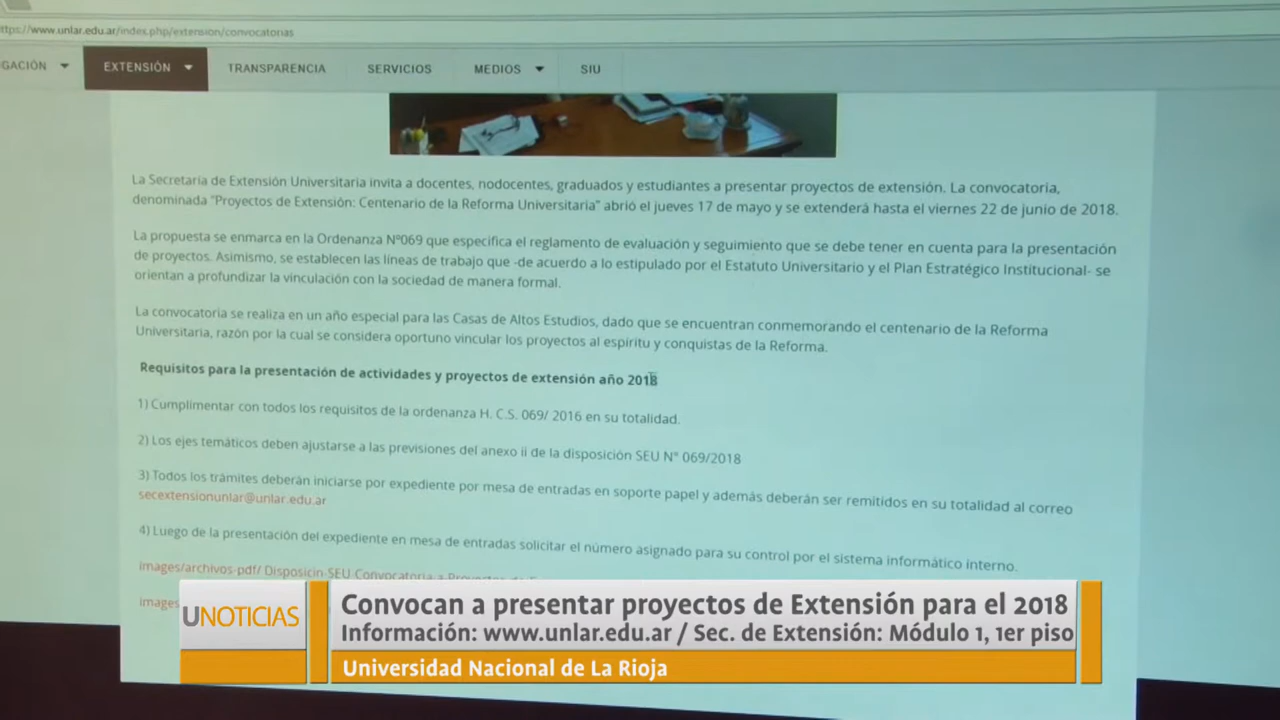 ttps://www.unlar.edu.ar/index.php/extension/convocatorias
GACIÓN EXTENSIÓN TRANSPARENCIA SERVICIOS MEDIOS SIU
La Secretaría de Extensión Universitaria invita a docentes, nodocentes, graduados y estudiantes a presentar proyectos de extensión. La convocatoria,
denominada "Proyectos de Extensión: Centenario de la Reforma Universitaria" abrió el jueves 17 de mayo y se extenderá hasta el viernes 22 de junio de 2018.
La propuesta se enmarca en la Ordenanza Nº069 que especifica el reglamento de evaluación y seguimiento que se debe tener en cuenta para la presentación
de proyectos. Asimismo, se establecen las líneas de trabajo que -de acuerdo a lo estipulado por el Estatuto Universitario y el Plan Estratégico Institucional- se
orientan a profundizar la vinculación con la sociedad de manera formal.
La convocatoria se realiza en un año especial para las Casas de Altos Estudios, dado que se encuentran conmemorando el centenario de la Reforma
Universitaria, razón por la cual se considera oportuno vincular los proyectos al espíritu y conquistas de la Reforma.
Requisitos para la presentación de actividades y proyectos de extensión año 2018
1) Cumplimentar con todos los requisitos de la ordenanza H. C.S. 069/ 2016 en su totalidad.
2) Los ejes temáticos deben ajustarse a las previsiones del anexo ii de la disposición SEU N° 069/2018
3) Todos los trámites deberán iniciarse por expediente por mesa de entradas en soporte papel y además deberán ser remitidos en su totalidad al correo
secextensionunlar@unlar.edu.ar
4) Luego de la presentación del expediente en mesa de entradas solicitar el número asignado para su control por el sistema informático interno.
images/archivos-pdf/ Disposicin SEU Convocatoria a
images
UNOTICIAS
Convocan a presentar proyectos de Extensión para el 2018
Información: www.unlar.edu.ar / Sec. de Extensión: Módulo 1, 1er piso
Universidad Nacional de La Rioja